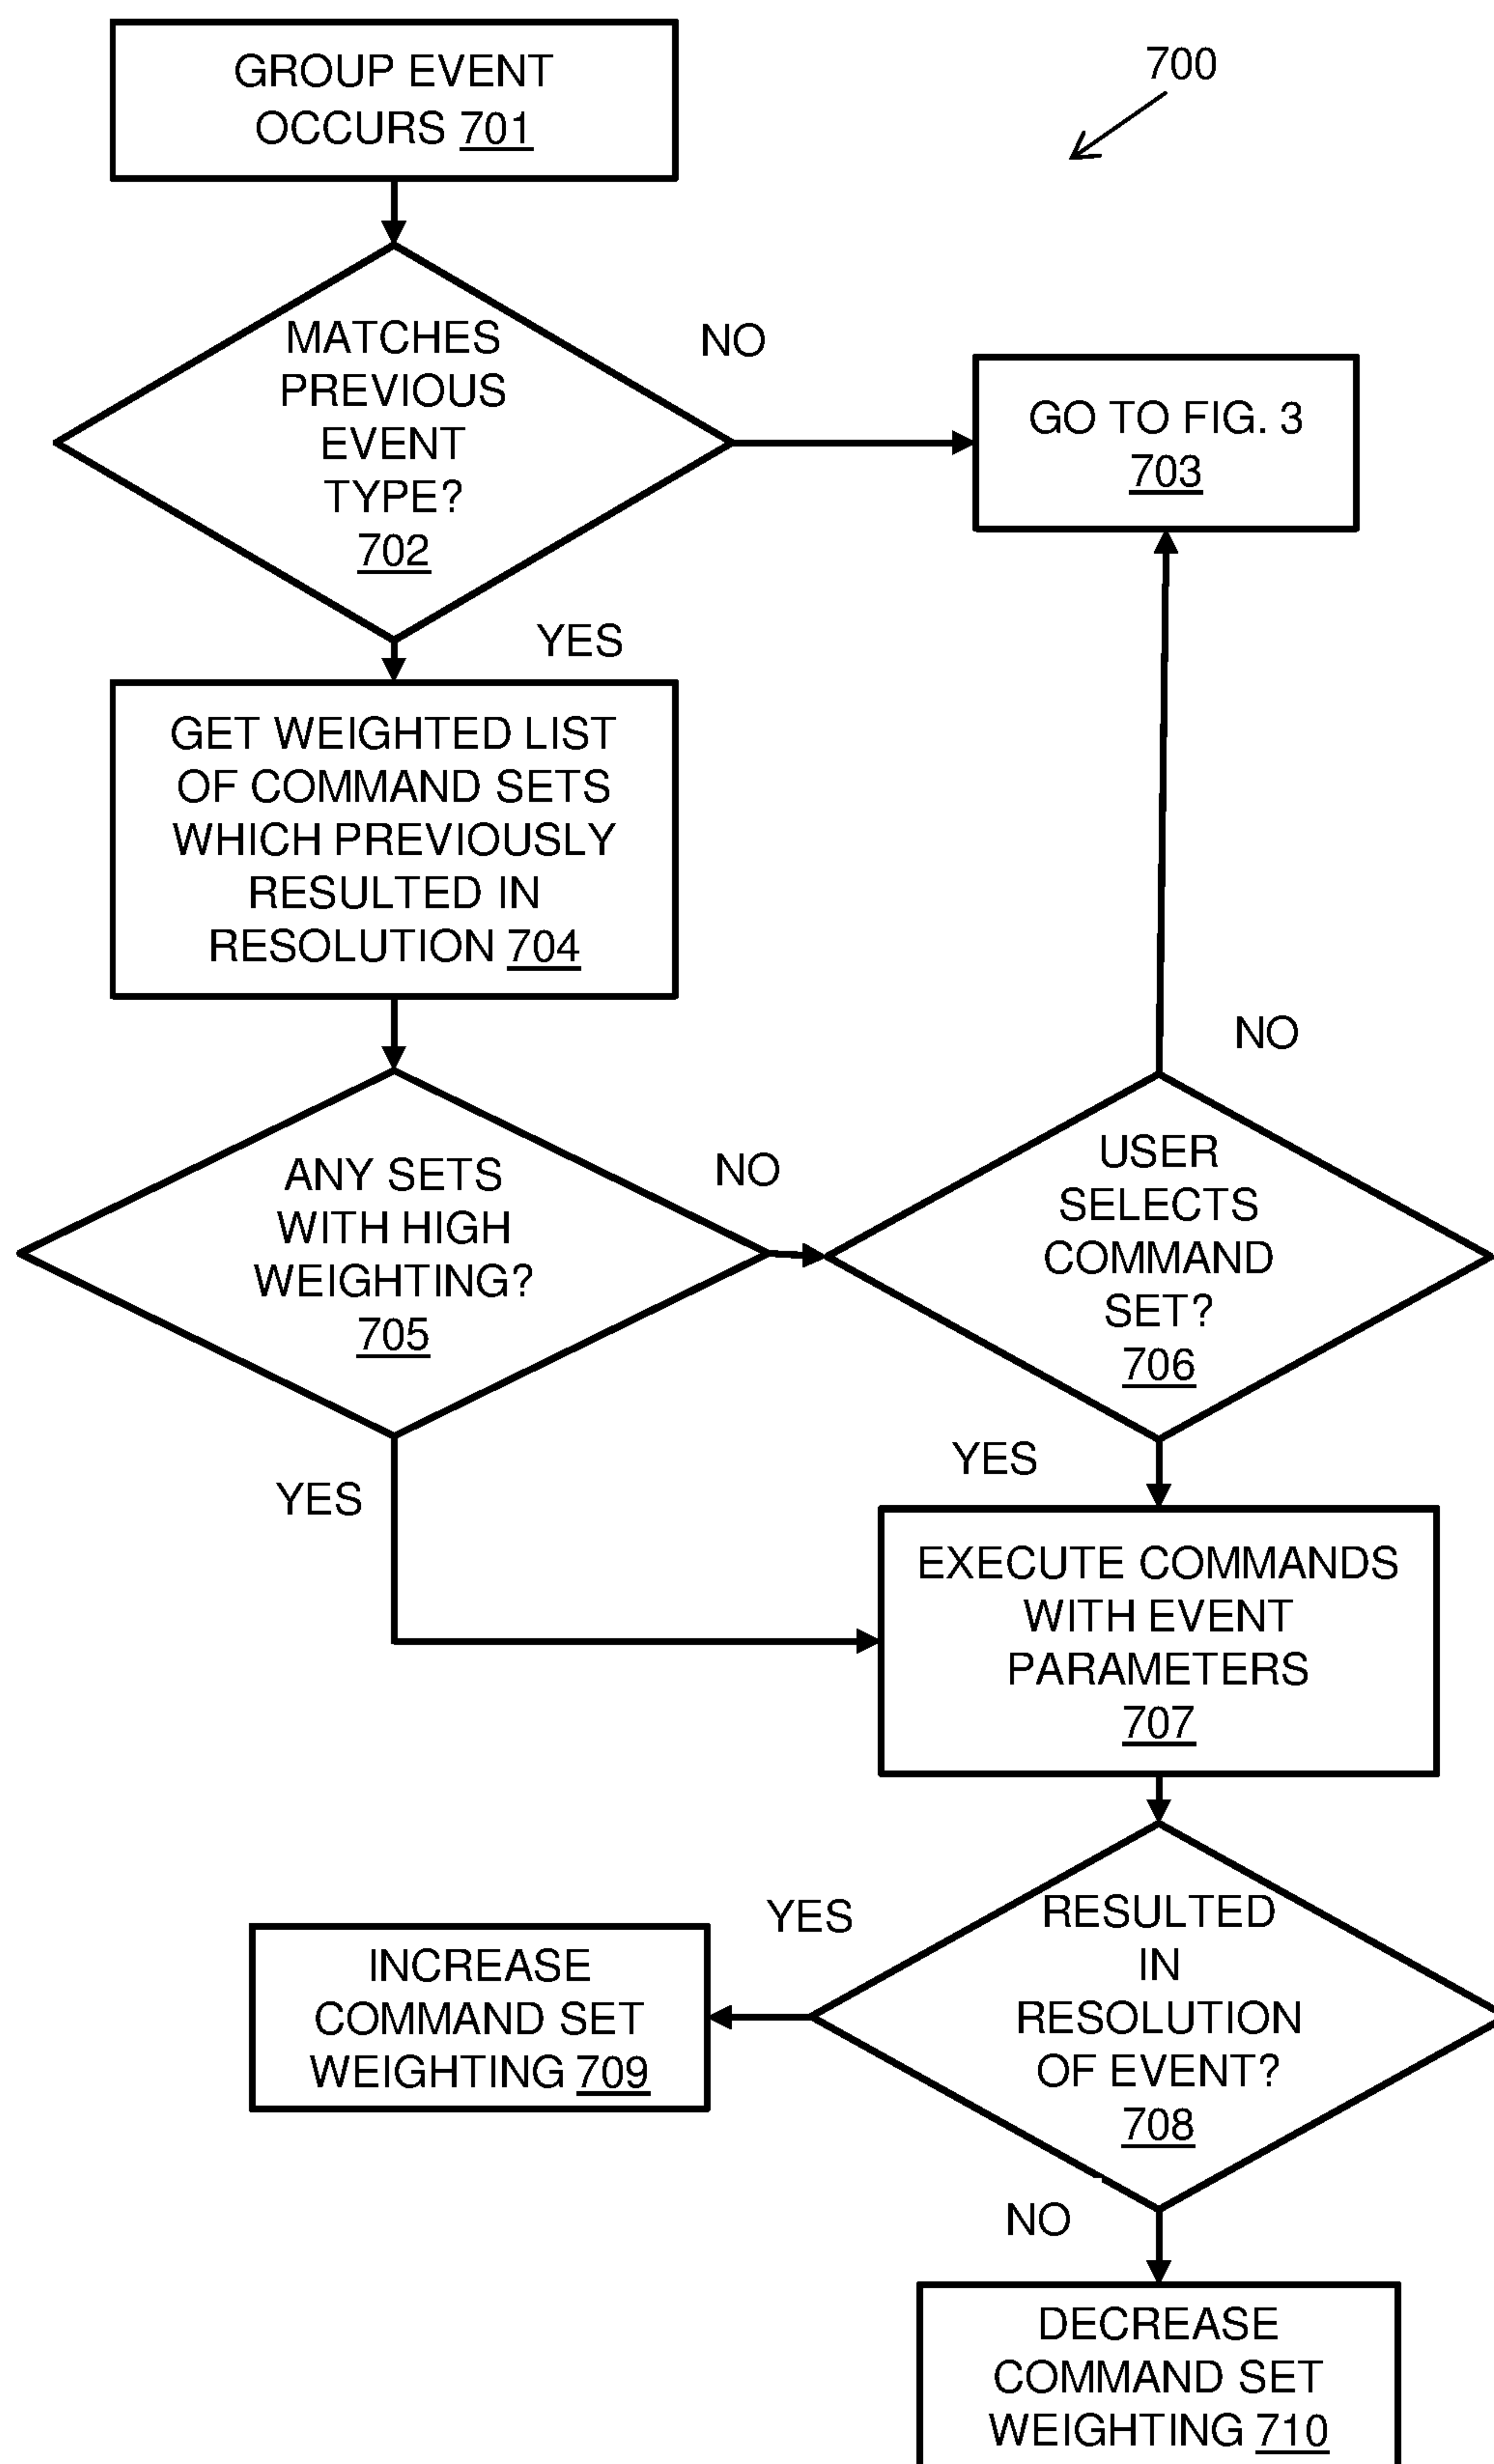 GROUP EVENT
OCCURS 701
700
MATCHES
PREVIOUS
EVENT
TYPE?
702
NO
GO TO FIG. 3
703
YES
GET WEIGHTED LIST
OF COMMAND SETS
WHICH PREVIOUSLY
RESULTED IN
RESOLUTION 704
ANY SETS
WITH HIGH
WEIGHTING?
705
NO
NO
USER
SELECTS
COMMAND
SET?
706
YES
YES
EXECUTE COMMANDS
WITH EVENT
PARAMETERS
707
RESULTED
IN
RESOLUTION
OF EVENT?
708
YES
INCREASE
COMMAND SET
WEIGHTING 709
NO
DECREASE
COMMAND SET
WEIGHTING 710